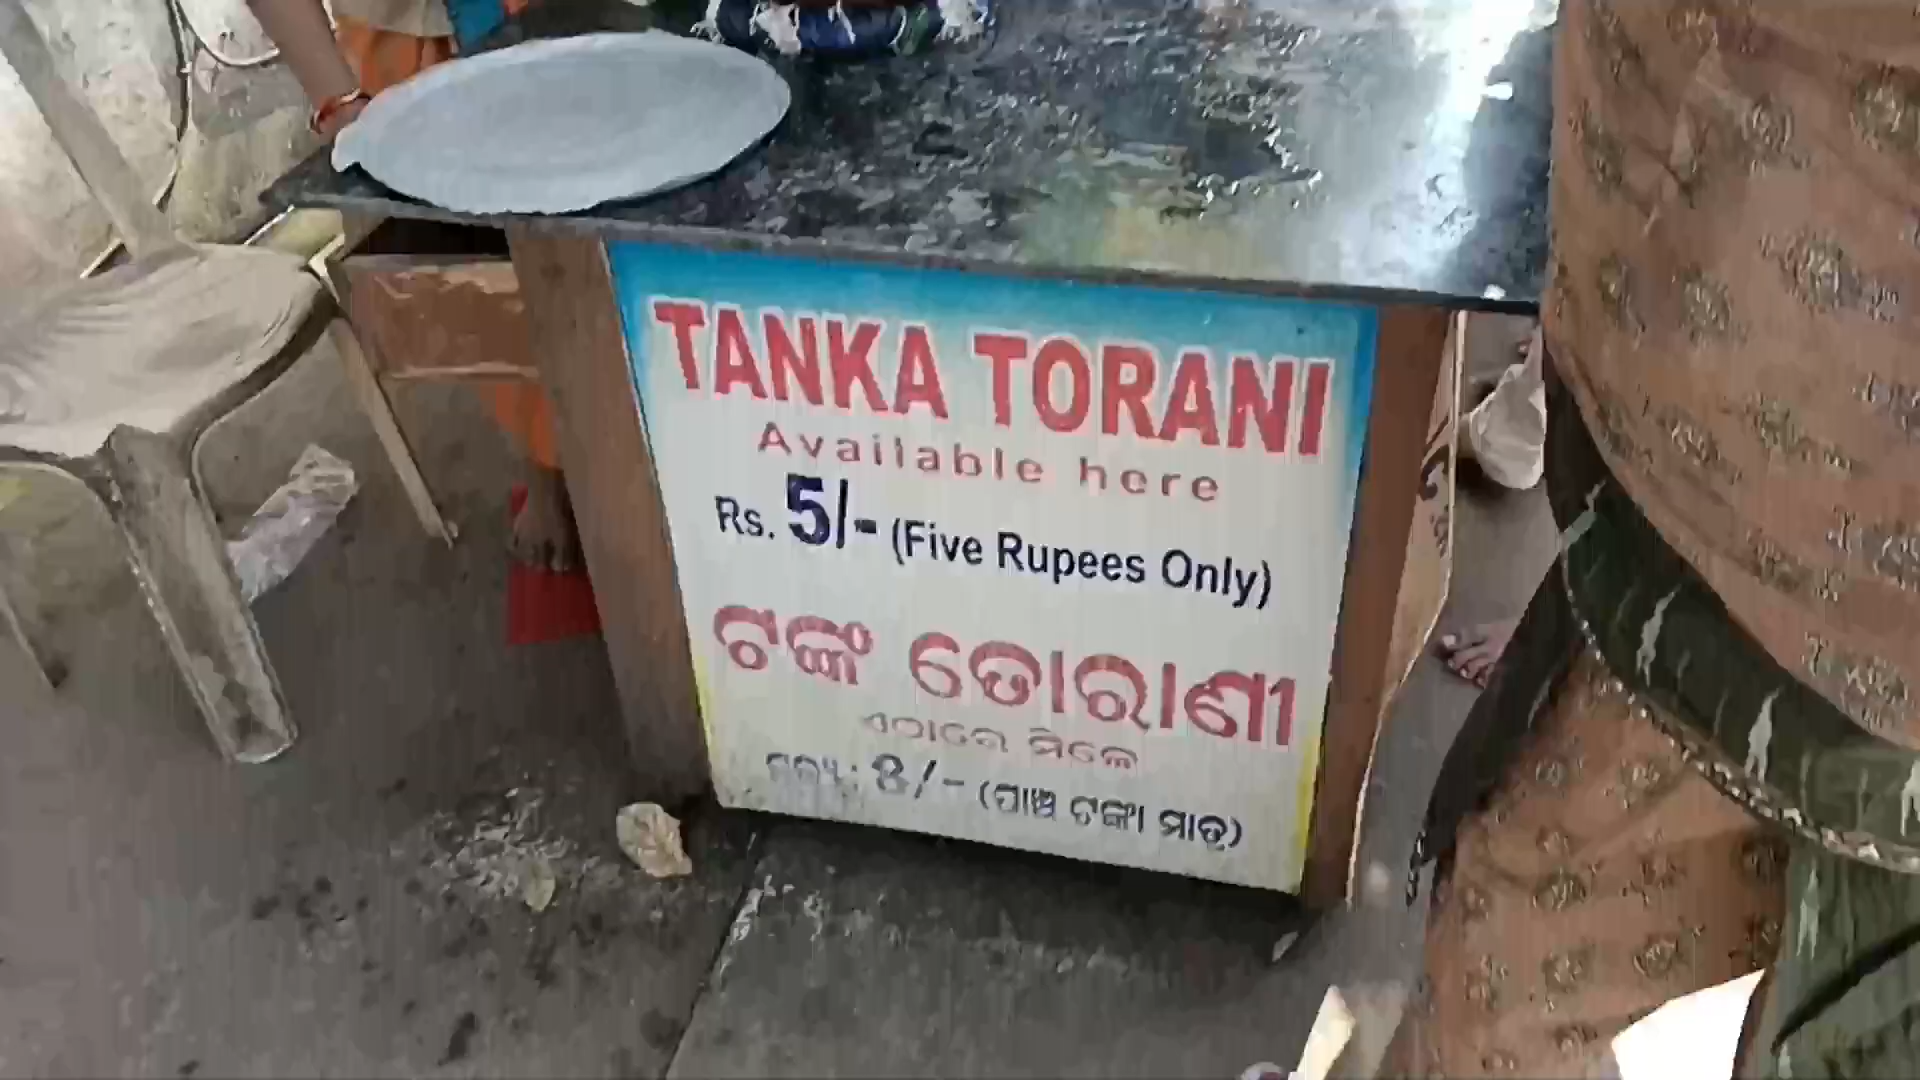 TANKA TORANI
Available here
Rs. 5/- (Five Rupees Only)
ଟଙ୍କ ତୋରାଣୀ
ଏଠାରେ ମିଳେ
ମୂଲ୍ୟ: ୫/- (ପାଞ୍ଚ ଟଙ୍କା ମାତ୍ର)